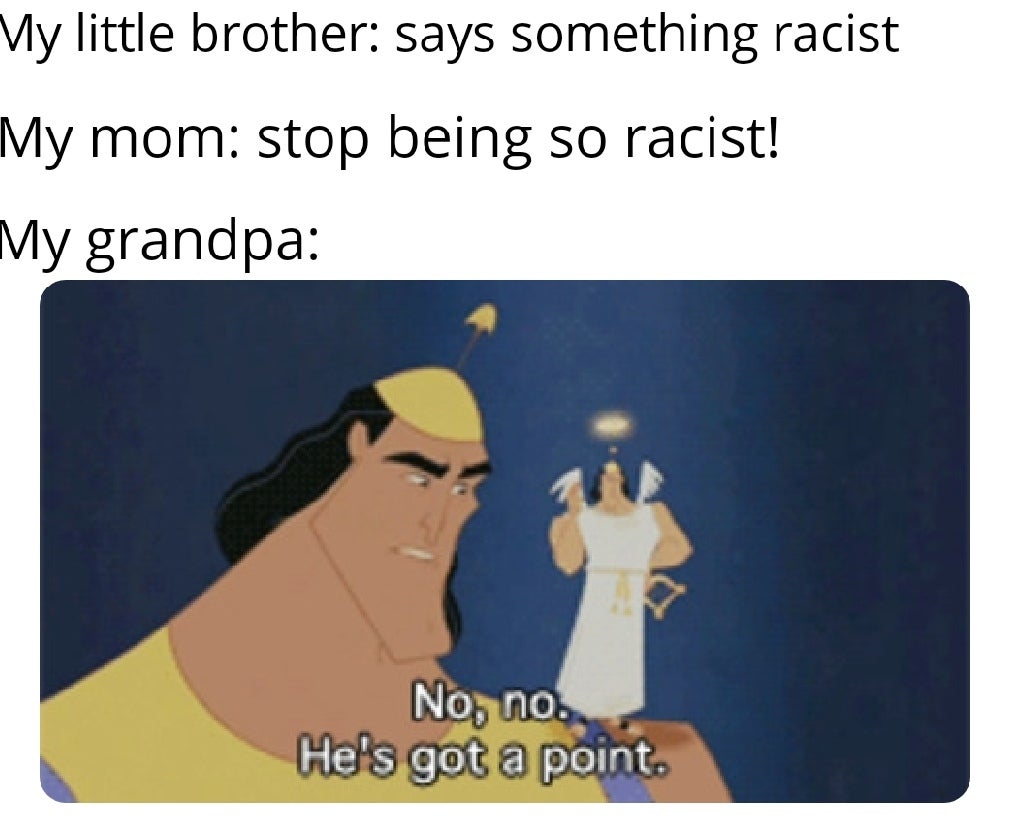 My little brother: says something racist
My mom: stop being so racist!
My grandpa:
No, no.
He's got a point.